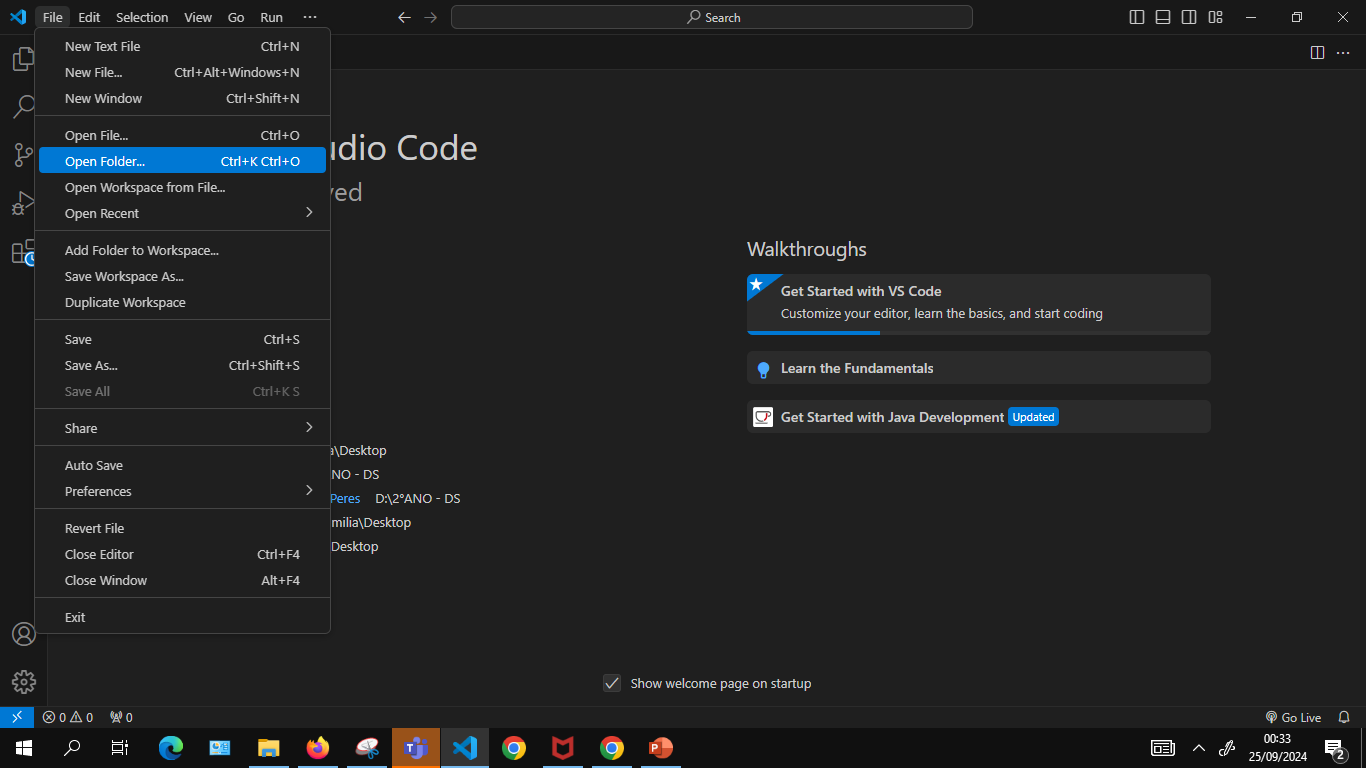 File Edit Selection View Go Run ···
Search
New Text File Ctrl+N
New File... Ctrl+Alt+Windows+N
New Window Ctrl+Shift+N
Open File... Ctrl+O
Open Folder... Ctrl+K Ctrl+O
Open Workspace from File...
Open Recent
Add Folder to Workspace...
Save Workspace As...
Duplicate Workspace
Save Ctrl+S
Save As... Ctrl+Shift+S
Save All Ctrl+K S
Share
Auto Save
Preferences
Revert File
Close Editor Ctrl+F4
Close Window Alt+F4
Exit
udio Code
ved
a\Desktop
NO - DS
Peres D:\2°ANO - DS
milia\Desktop
Desktop
Walkthroughs
Get Started with VS Code
Customize your editor, learn the basics, and start coding
Learn the Fundamentals
Get Started with Java Development Updated
Show welcome page on startup
0 0 0
Go Live
00:33
25/09/2024
2